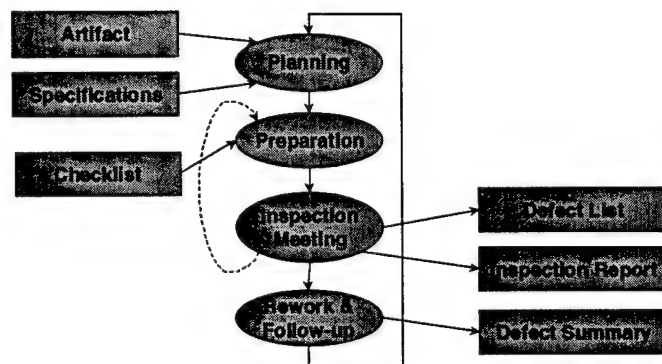 Artifact
Planning
Specifications
Preparation
Checklist
Inspection
Meeting
Defect List
Inspection Report
Rework &
Follow-up
Defect Summary